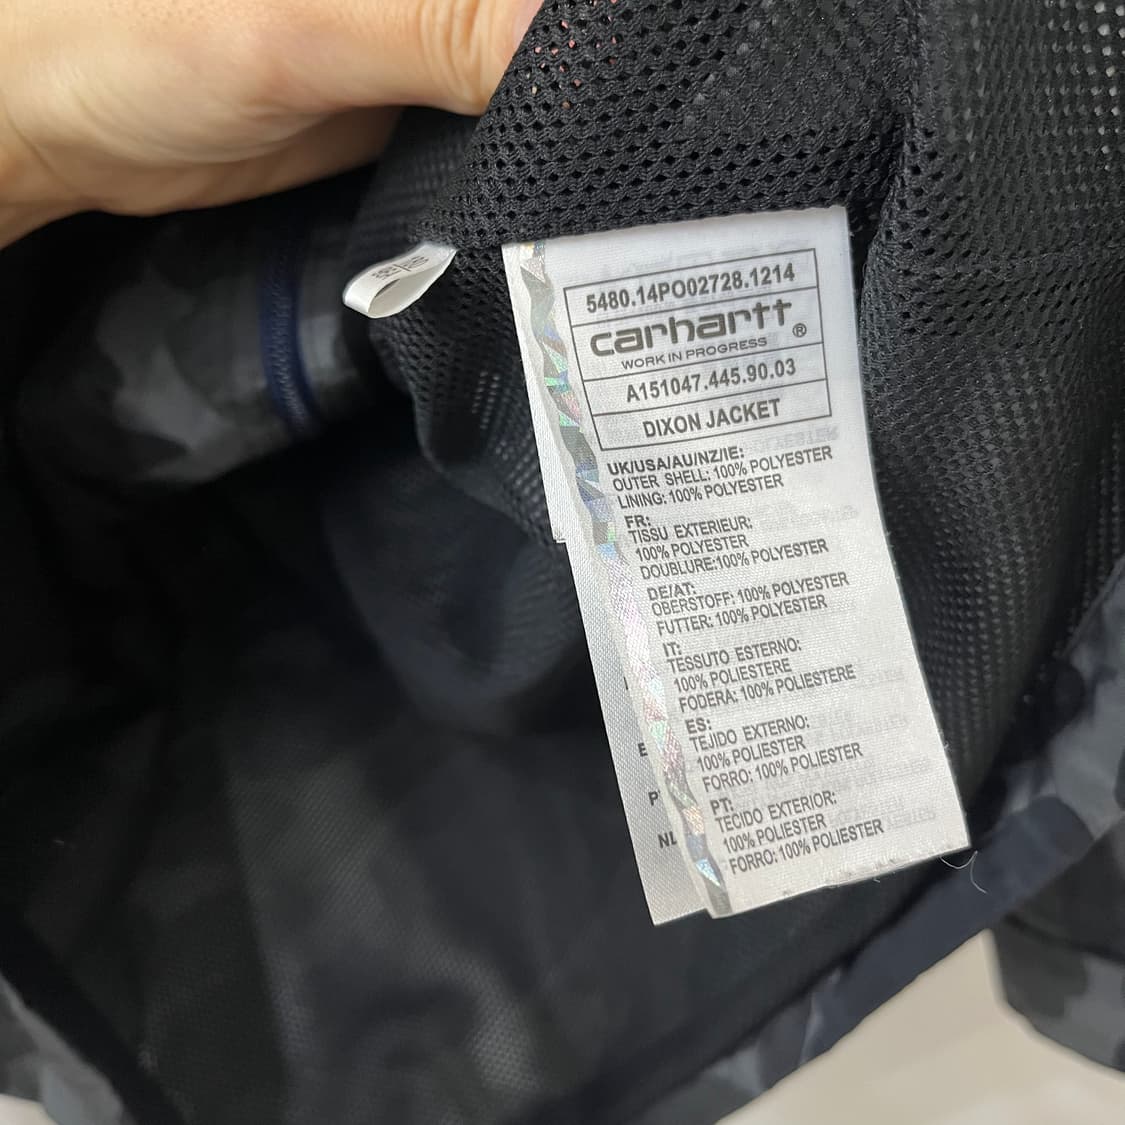 5480.14PO02728.1214
carhartt®
WORK IN PROGRESS
A151047.445.90.03
DIXON JACKET
UK/USA/AU/NZ/IE:
OUTER SHELL: 100% POLYESTER
LINING: 100% POLYESTER
FR:
TISSU EXTERIEUR:
100% POLYESTER
DOUBLURE:100% POLYESTER
DE/AT:
OBERSTOFF: 100% POLYESTER
FUTTER: 100% POLYESTER
IT:
TESSUTO ESTERNO:
100% POLIESTERE
FODERA: 100% POLIESTERE
ES:
TEJIDO EXTERNO:
100% POLIESTER
FORRO: 100% POLIESTER
PT:
TECIDO EXTERIOR:
100% POLIESTER
FORRO: 100% POLIESTER
NL